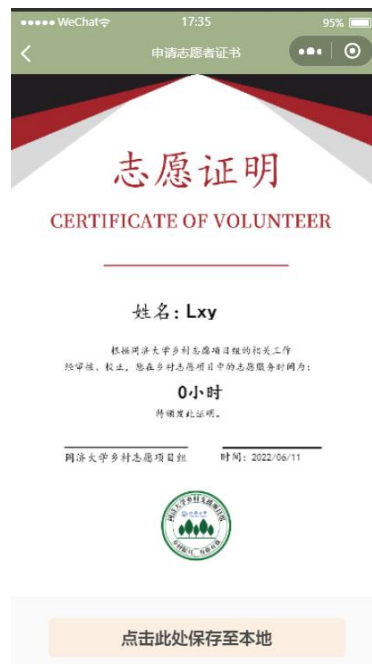 WeChat 17:35 95%
申请志愿者证书
志愿证明
CERTIFICATE OF VOLUNTEER
姓名: Lxy
根据同济大学乡村志愿项目组的相关工作
经审核、校正，您在乡村志愿项目中的志愿服务时间为:
0小时
特颁发此证明。
同济大学乡村志愿项目组 时间: 2022/06/11
点击此处保存至本地